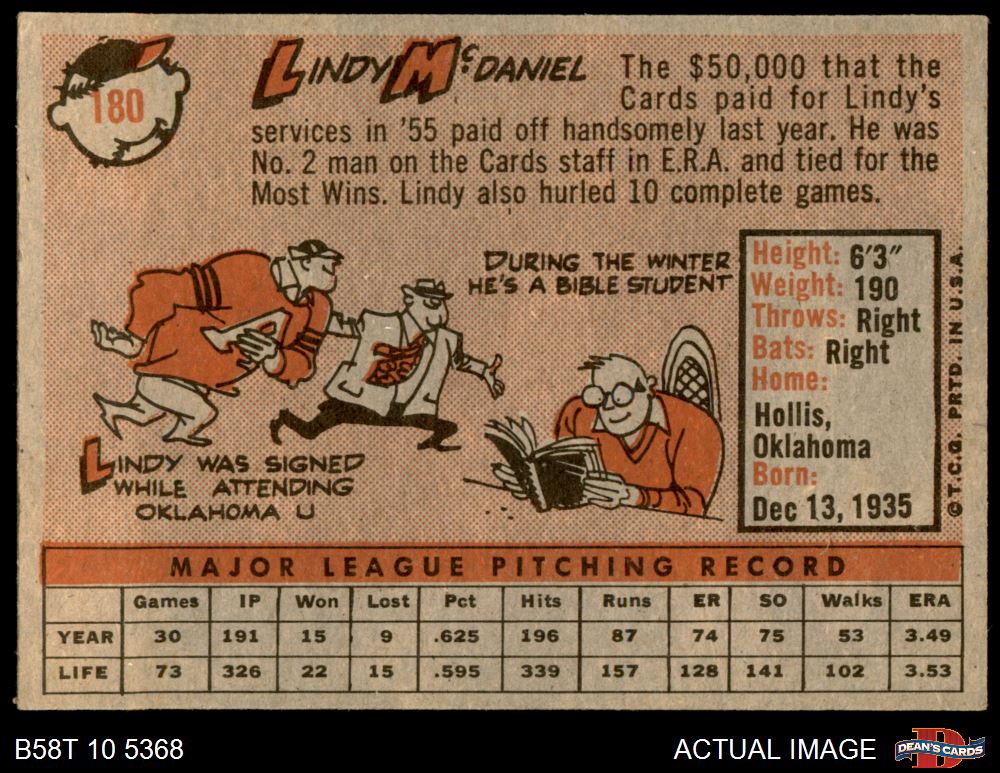 180
LINDY McDANIEL
The $50,000 that the
Cards paid for Lindy's
services in '55 paid off handsomely last year. He was
No. 2 man on the Cards staff in E.R.A. and tied for the
Most Wins. Lindy also hurled 10 complete games.
DURING THE WINTER
HE'S A BIBLE STUDENT
LINDY WAS SIGNED
WHILE ATTENDING
OKLAHOMA U
Height: 6'3"
Weight: 190
Throws: Right
Bats: Right
Home:
Hollis,
Oklahoma
Born:
Dec 13, 1935
©T.C.G. PRTD. IN U.S.A.
MAJOR LEAGUE PITCHING RECORD
Games IP Won Lost Pct Hits Runs ER SO Walks ERA
YEAR 30 191 15 9 .625 196 87 74 75 53 3.49
LIFE 73 326 22 15 .595 339 157 128 141 102 3.53
B58T 10 5368
ACTUAL IMAGE
D
DEAN'S CARDS